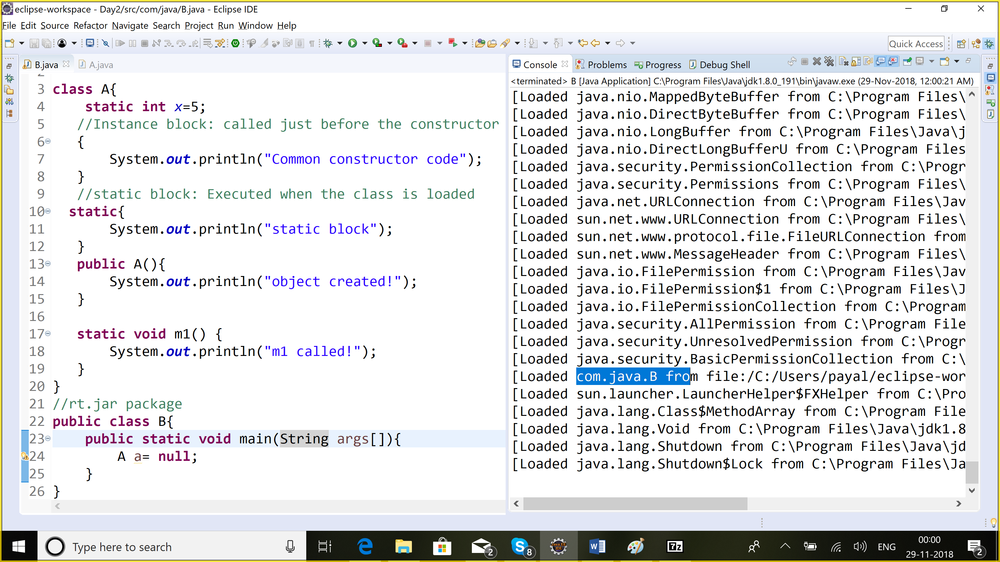 eclipse-workspace - Day2/src/com/java/B.java - Eclipse IDE
File Edit Source Refactor Navigate Search Project Run Window Help
Quick Access
B.java A.java
Console Problems Progress Debug Shell
<terminated> B [Java Application] C:\Program Files\Java\jdk1.8.0_191\bin\javaw.exe (29-Nov-2018, 12:00:21 AM)
3 class A{
4 static int x=5;
5 //Instance block: called just before the constructor
6 {
7 System.out.println("Common constructor code");
8 }
9 //static block: Executed when the class is loaded
10 static{
11 System.out.println("static block");
12 }
13 public A(){
14 System.out.println("object created!");
15 }
16
17 static void m1() {
18 System.out.println("m1 called!");
19 }
20 }
21 //rt.jar package
22 public class B{
23 public static void main(String args[]){
24 A a= null;
25 }
26 }
[Loaded java.nio.MappedByteBuffer from C:\Program Files\
[Loaded java.nio.DirectByteBuffer from C:\Program Files\
[Loaded java.nio.LongBuffer from C:\Program Files\Java\j
[Loaded java.nio.DirectLongBufferU from C:\Program Files
[Loaded java.security.PermissionCollection from C:\Progr
[Loaded java.security.Permissions from C:\Program Files\
[Loaded java.net.URLConnection from C:\Program Files\Jav
[Loaded sun.net.www.URLConnection from C:\Program Files\
[Loaded sun.net.www.protocol.file.FileURLConnection from
[Loaded sun.net.www.MessageHeader from C:\Program Files\
[Loaded java.io.FilePermission from C:\Program Files\Jav
[Loaded java.io.FilePermission$1 from C:\Program Files\J
[Loaded java.io.FilePermissionCollection from C:\Program
[Loaded java.security.AllPermission from C:\Program File
[Loaded java.security.UnresolvedPermission from C:\Progr
[Loaded java.security.BasicPermissionCollection from C:\
[Loaded com.java.B from file:/C:/Users/payal/eclipse-wor
[Loaded sun.launcher.LauncherHelper$FXHelper from C:\Pro
[Loaded java.lang.Class$MethodArray from C:\Program File
[Loaded java.lang.Void from C:\Program Files\Java\jdk1.8
[Loaded java.lang.Shutdown from C:\Program Files\Java\jd
[Loaded java.lang.Shutdown$Lock from C:\Program Files\Ja
Type here to search
2
8
Java EE
IDE
W
7z
ENG
00:00
29-11-2018
2